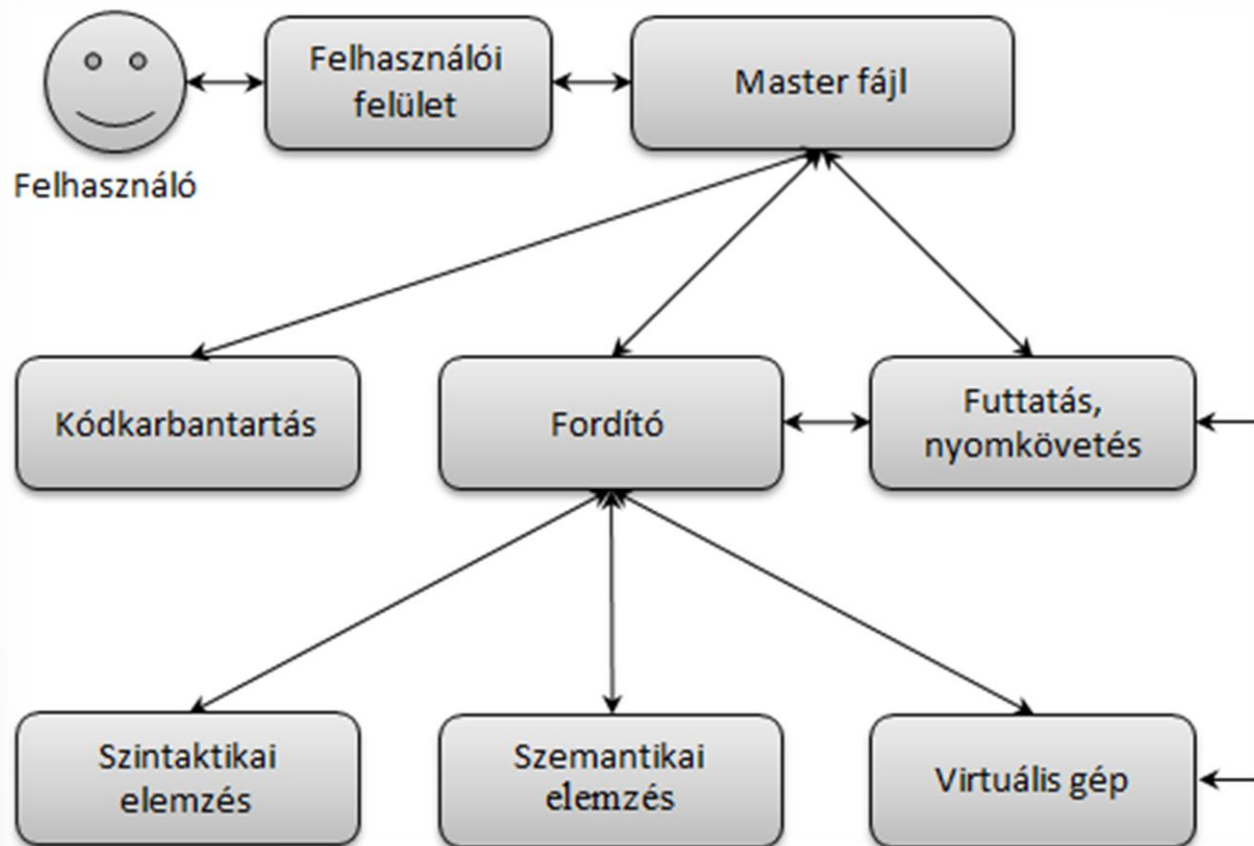 Felhasználói
felület
Master fájl
Felhasználó
Kódkarbantartás
Fordító
Futtatás,
nyomkövetés
Szintaktikai
elemzés
Szemantikai
elemzés
Virtuális gép